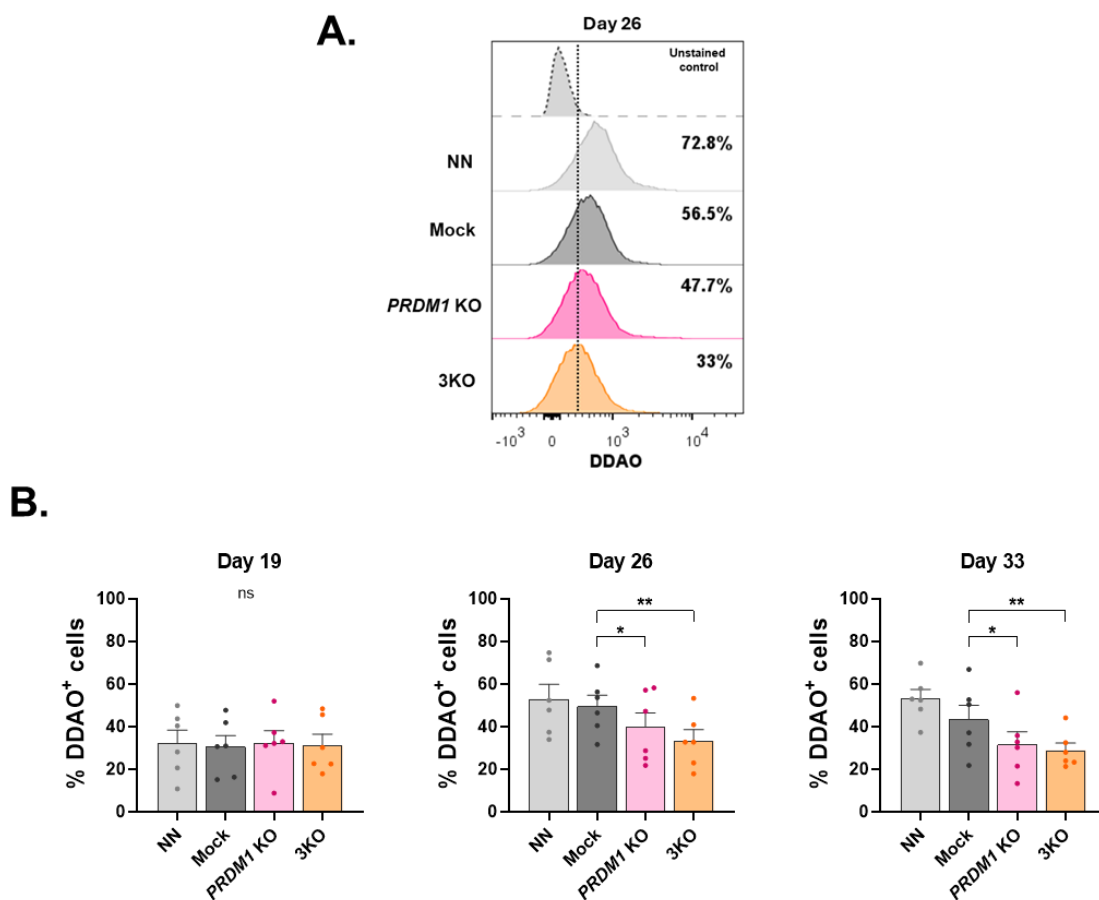 A.
Day 26
Unstained
control
NN
72.8%
Mock
56.5%
PRDM1 KO
47.7%
3KO
33%
-10³ 0 10³ 10⁴
DDAO
B.
Day 19
ns
% DDAO⁺ cells
100
80
60
40
20
0
NN
Mock
PRDM1 KO
3KO
Day 26
**
*
% DDAO⁺ cells
100
80
60
40
20
0
NN
Mock
PRDM1 KO
3KO
Day 33
**
*
% DDAO⁺ cells
100
80
60
40
20
0
NN
Mock
PRDM1 KO
3KO